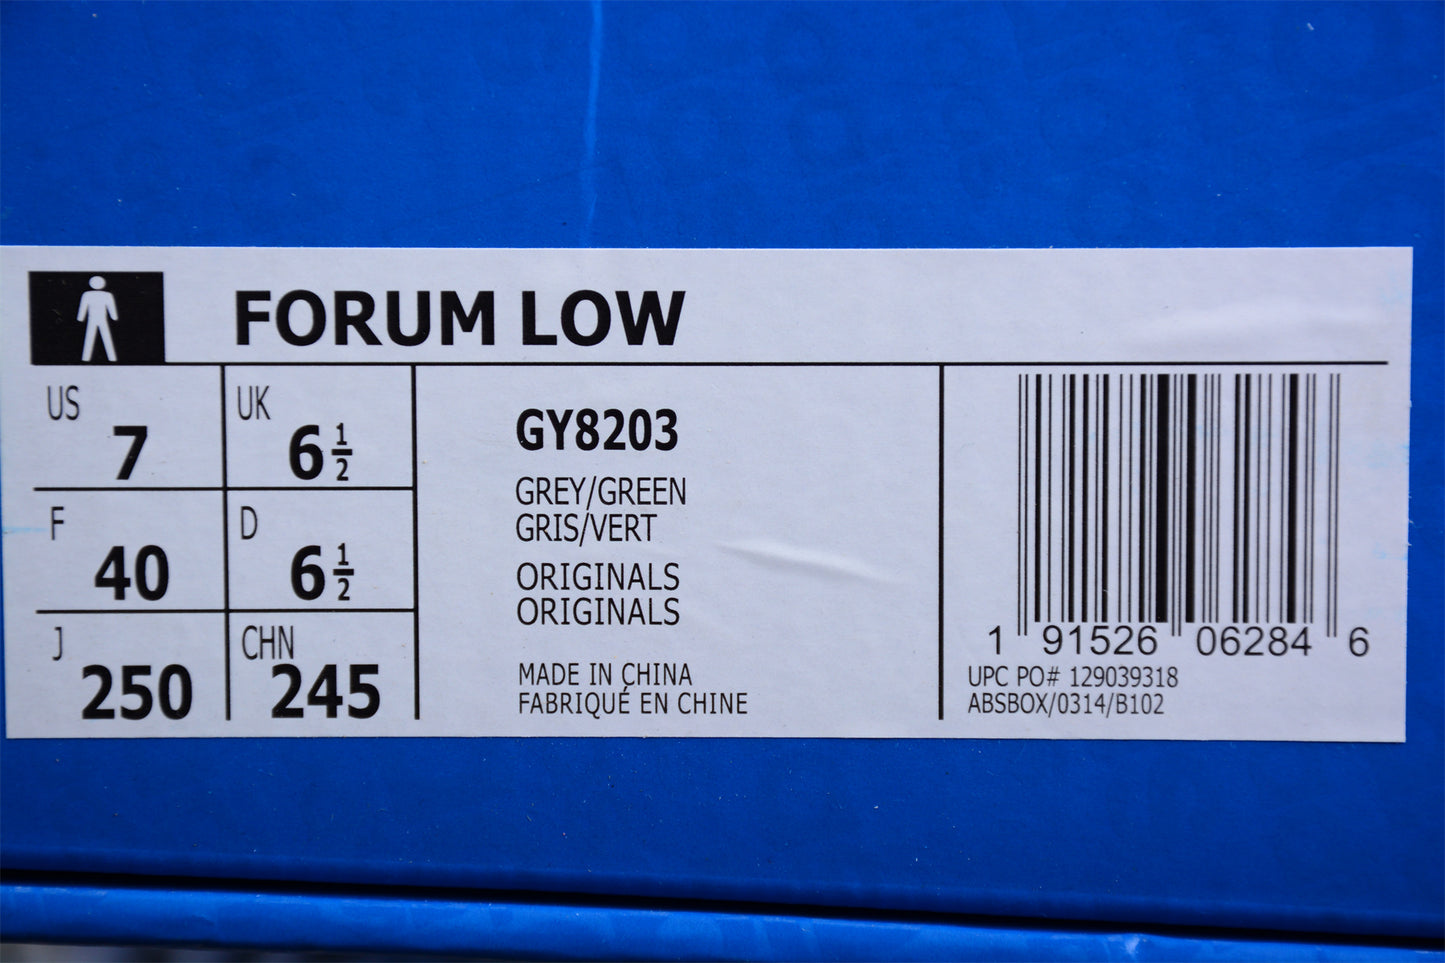 FORUM LOW
US 7
UK 6 1/2
F 40
D 6 1/2
J 250
CHN 245
GY8203
GREY/GREEN
GRIS/VERT
ORIGINALS
ORIGINALS
MADE IN CHINA
FABRIQUÉ EN CHINE
1 91526 06284 6
UPC PO# 129039318
ABSBOX/0314/B102